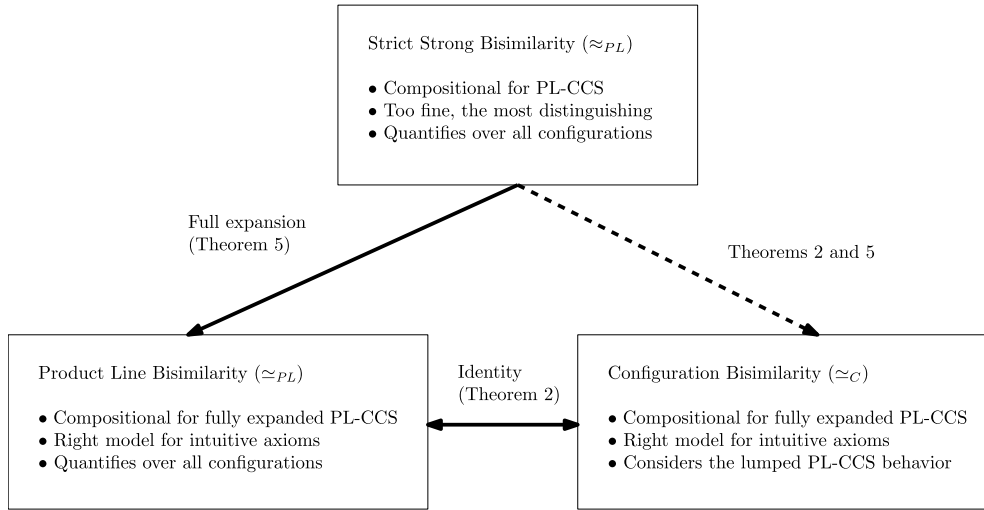 Strict Strong Bisimilarity (≈PL)
• Compositional for PL-CCS
• Too fine, the most distinguishing
• Quantifies over all configurations
Full expansion
(Theorem 5)
Theorems 2 and 5
Product Line Bisimilarity (≃PL)
• Compositional for fully expanded PL-CCS
• Right model for intuitive axioms
• Quantifies over all configurations
Identity
(Theorem 2)
Configuration Bisimilarity (≃C)
• Compositional for fully expanded PL-CCS
• Right model for intuitive axioms
• Considers the lumped PL-CCS behavior